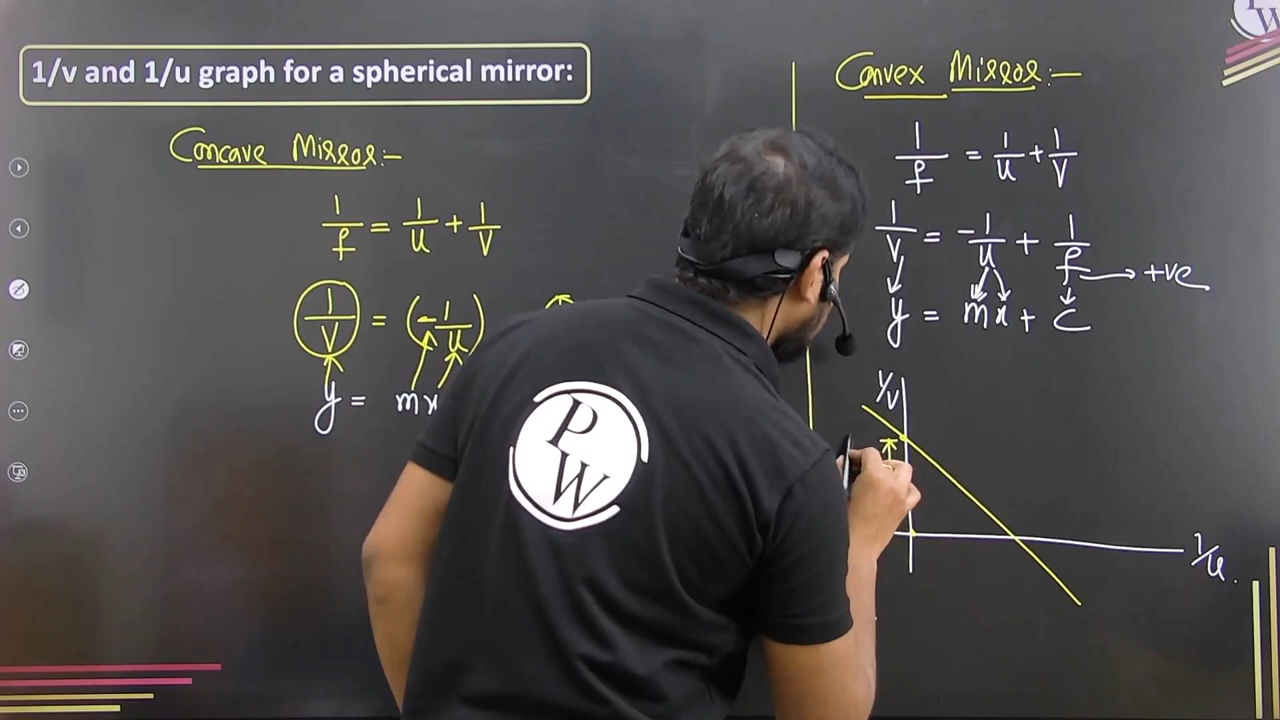 1/v and 1/u graph for a spherical mirror:
Concave Mirror:-
1/f = 1/u + 1/v
1/v = (-1/u)
y = mx
Convex Mirror:-
1/f = 1/u + 1/v
1/v = -1/u + 1/f → +ve
y = mx + c
1/v
1/u.
PW
PW